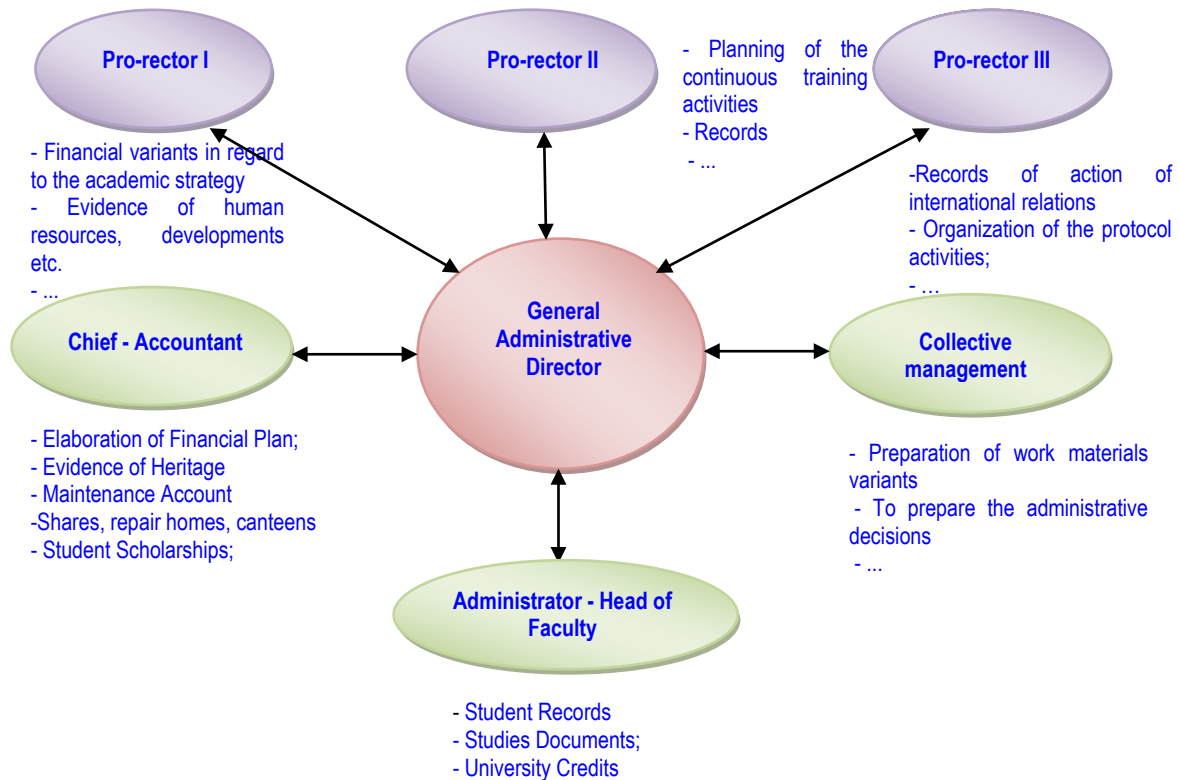 Pro-rector I
Pro-rector II
- Planning of the
continuous training
activities
- Records
- ...
Pro-rector III
- Financial variants in regard
to the academic strategy
- Evidence of human
resources, developments
etc.
- ...
-Records of action of
international relations
- Organization of the protocol
activities;
- ...
Chief - Accountant
General
Administrative
Director
Collective
management
- Elaboration of Financial Plan;
- Evidence of Heritage
- Maintenance Account
-Shares, repair homes, canteens
- Student Scholarships;
- Preparation of work materials
variants
- To prepare the administrative
decisions
- ...
Administrator - Head of
Faculty
- Student Records
- Studies Documents;
- University Credits